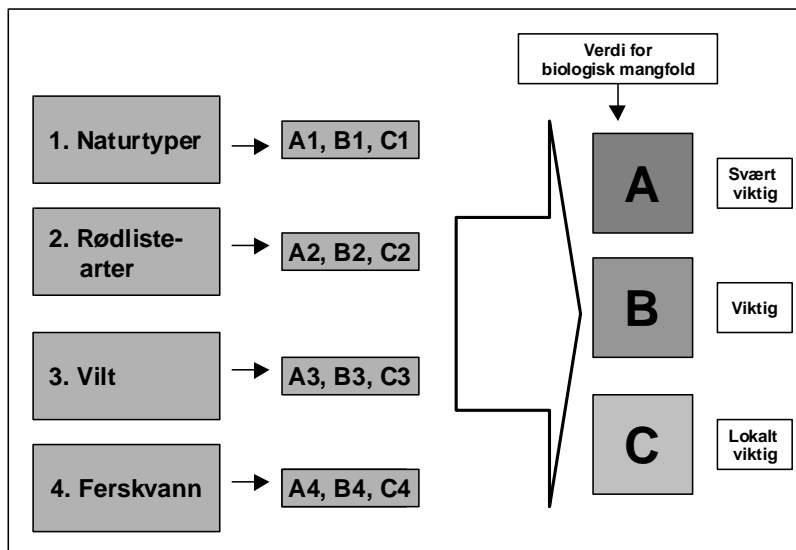 Verdi for
biologisk mangfold
1. Naturtyper
A1, B1, C1
A
Svært
viktig
2. Rødliste-
arter
A2, B2, C2
B
Viktig
3. Vilt
A3, B3, C3
C
Lokalt
viktig
4. Ferskvann
A4, B4, C4